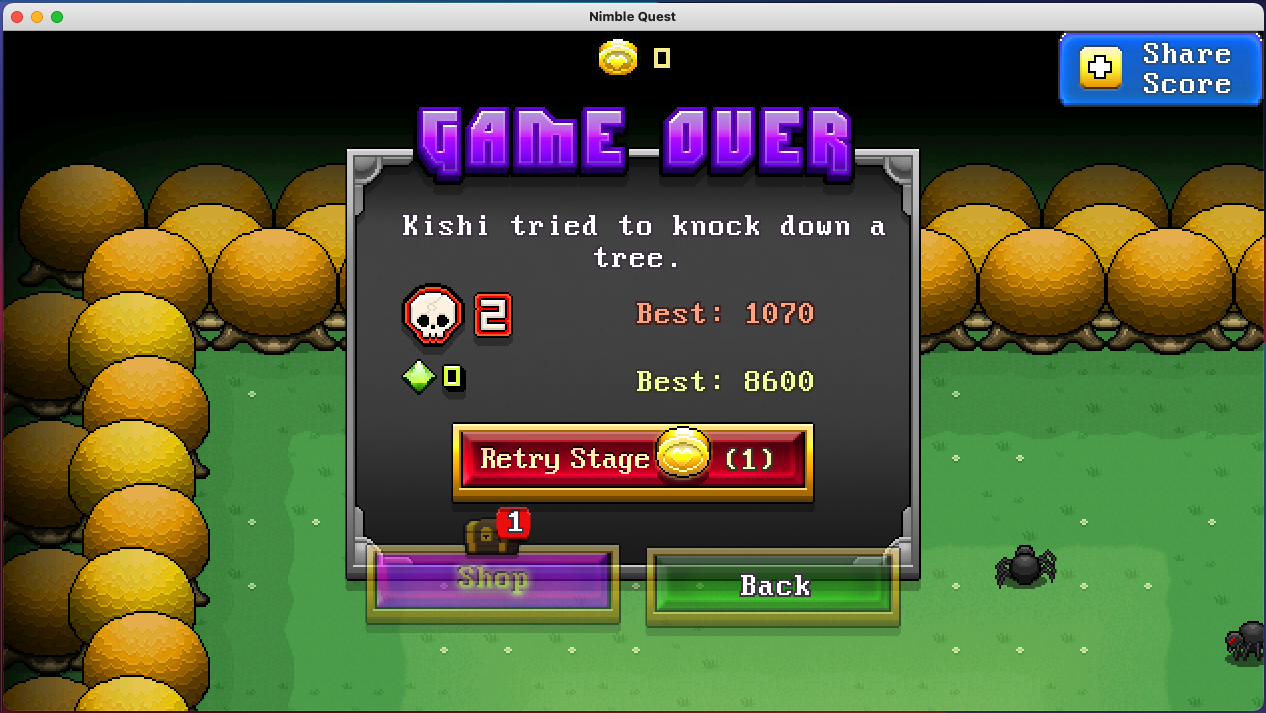 Nimble Quest
0
Share
Score
GAME OVER
Kishi tried to knock down a
tree.
2 Best: 1070
0 Best: 8600
Retry Stage (1)
1
Shop
Back